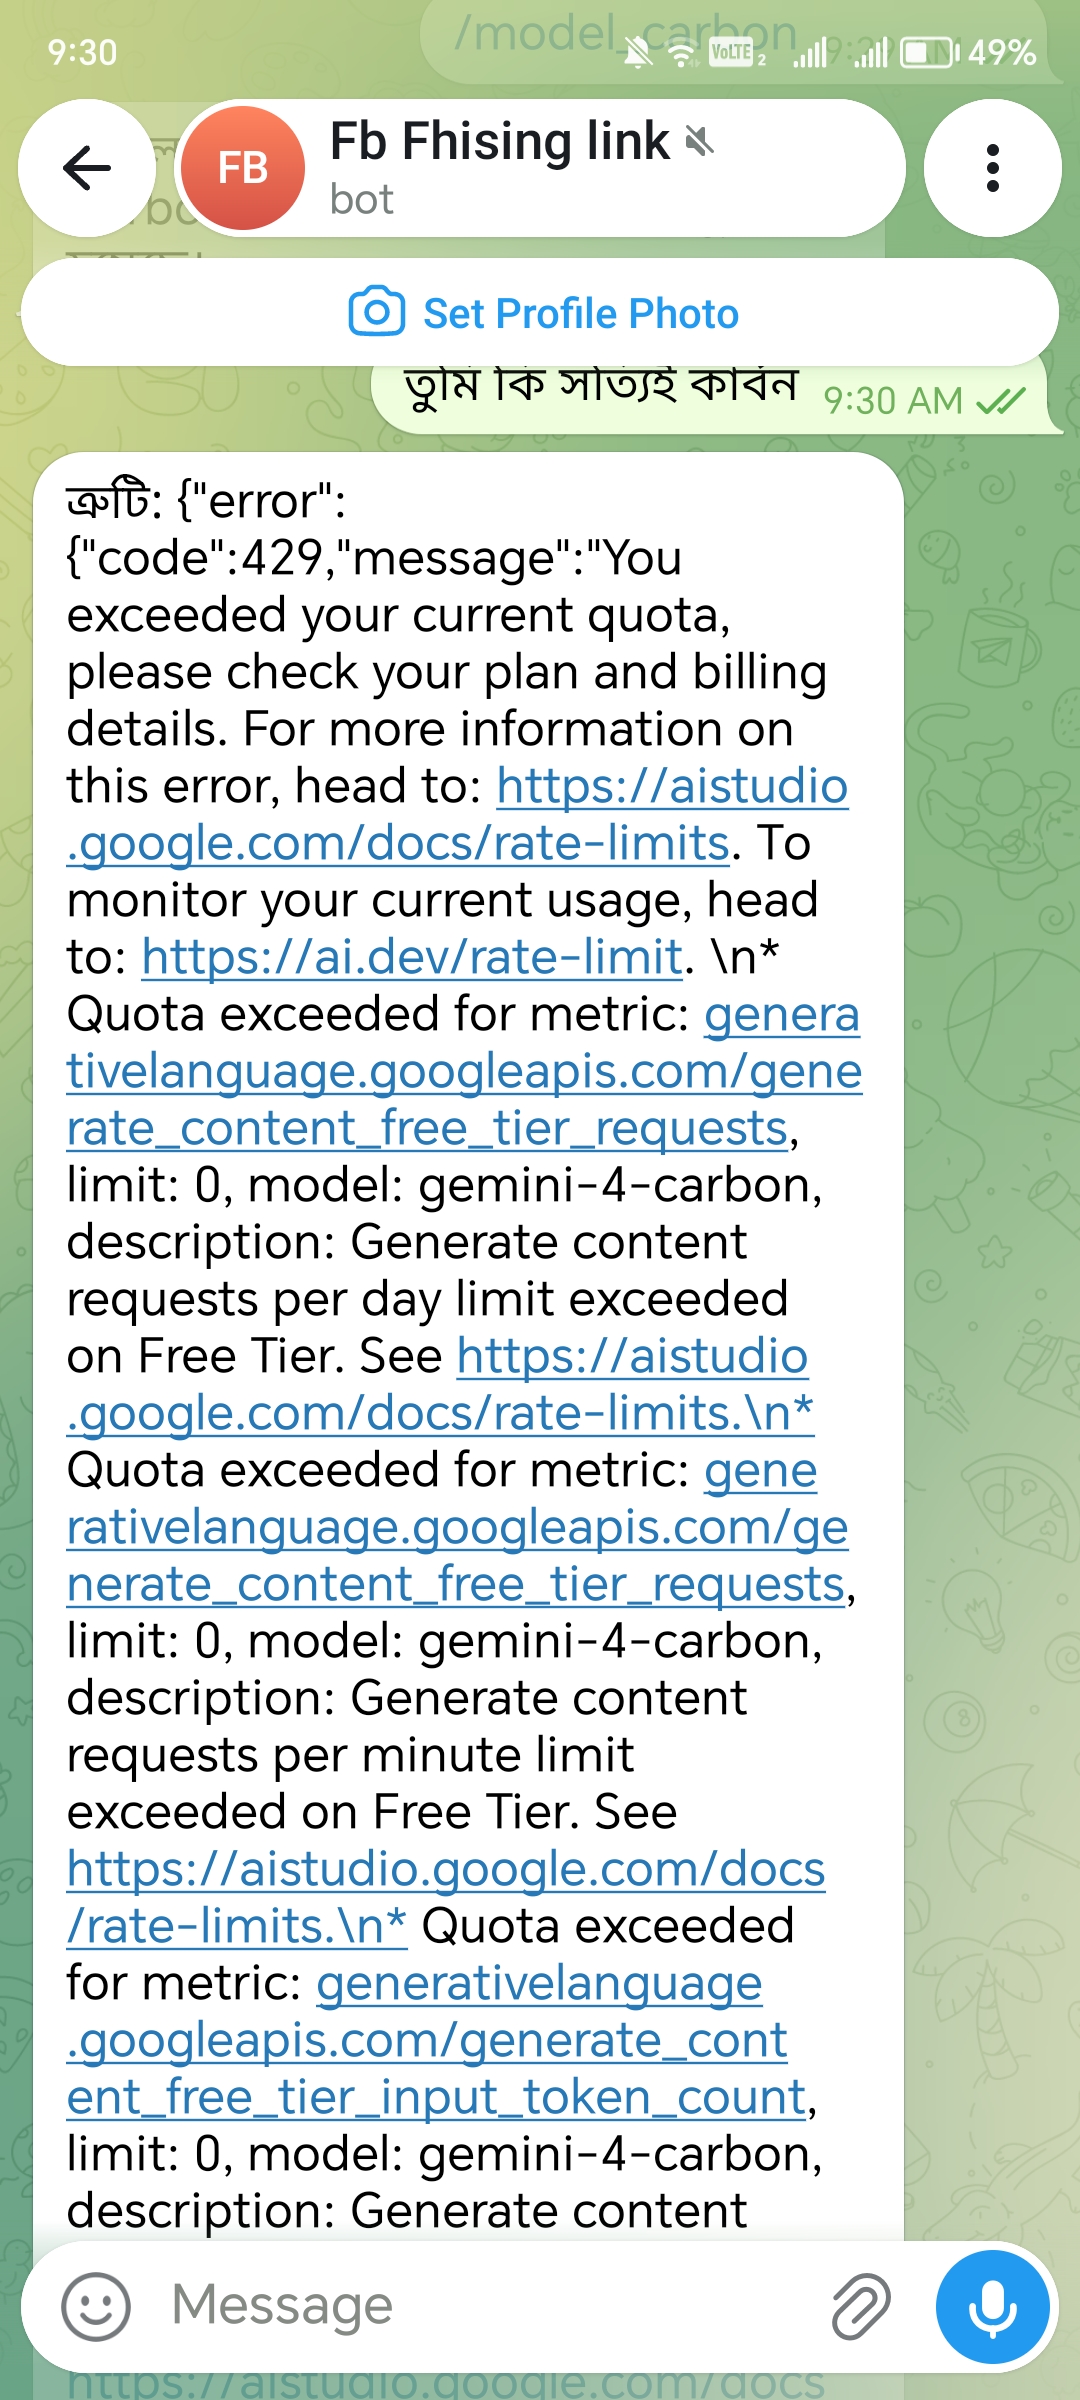 /model_carbon 9:29 AM
9:30
VoLTE 2
49%
FB
Fb Fhising link
bot
Set Profile Photo
তুমি কি সত্যিই কার্বন 9:30 AM
ত্রুটি: {"error":
{"code":429,"message":"You
exceeded your current quota,
please check your plan and billing
details. For more information on
this error, head to: https://aistudio
.google.com/docs/rate-limits. To
monitor your current usage, head
to: https://ai.dev/rate-limit. \n*
Quota exceeded for metric: genera
tivelanguage.googleapis.com/gene
rate_content_free_tier_requests,
limit: 0, model: gemini-4-carbon,
description: Generate content
requests per day limit exceeded
on Free Tier. See https://aistudio
.google.com/docs/rate-limits.\n*
Quota exceeded for metric: gene
rativelanguage.googleapis.com/ge
nerate_content_free_tier_requests,
limit: 0, model: gemini-4-carbon,
description: Generate content
requests per minute limit
exceeded on Free Tier. See
https://aistudio.google.com/docs
/rate-limits.\n* Quota exceeded
for metric: generativelanguage
.googleapis.com/generate_cont
ent_free_tier_input_token_count,
limit: 0, model: gemini-4-carbon,
description: Generate content
Message
https://aistudio.google.com/docs